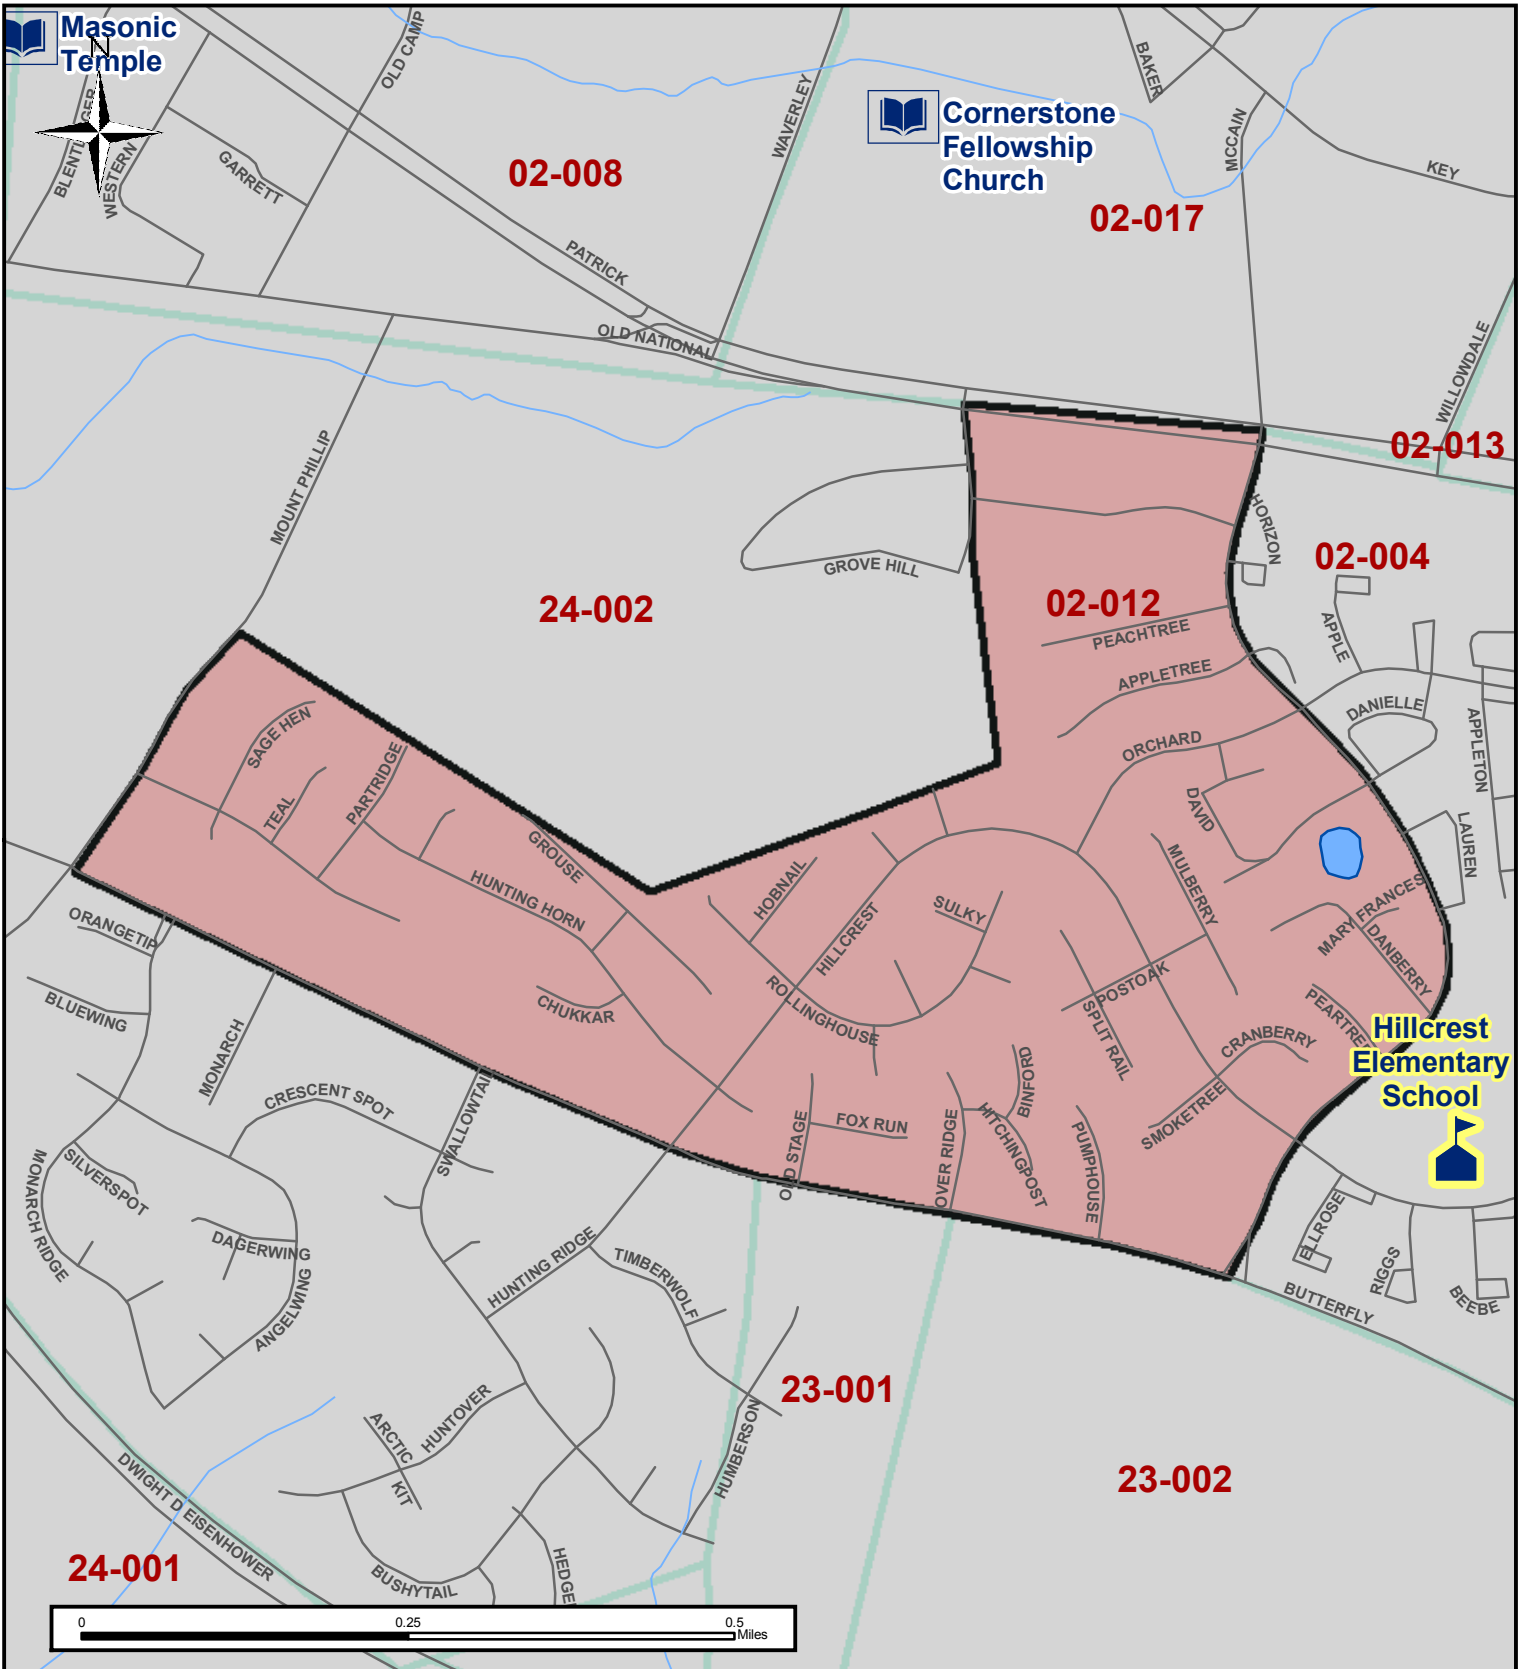 Masonic
Temple
N
OLD CAMP
BAKER
WAVERLEY
Cornerstone
Fellowship
Church
MCCAIN
KEY
WESTERN
GARRETT
02-008
02-017
PATRICK
OLD NATIONAL
WILLOWDALE
02-013
MOUNT PHILLIP
HORIZON
02-004
GROVE HILL
24-002
02-012
PEACHTREE
APPLE
APPLETREE
DANIELLE
SAGE HEN
ORCHARD
APPLETON
PARTRIDGE
TEAL
DAVID
GROUSE
LAUREN
HUNTING HORN
HOBNAIL
MULBERRY
SULKY
MARY FRANCES
ORANGETIP
HILLCREST
DANBERRY
BLUEWING
CHUKKAR
ROLLINGHOUSE
POSTOAK
SPLIT RAIL
PEARTREE
MONARCH
CRANBERRY
Hillcrest
Elementary
School
CRESCENT SPOT
SWALLOWTAIL
BINFORD
FOX RUN
OLD STAGE
OVER RIDGE
HITCHINGPOST
PUMPHOUSE
SMOKETREE
SILVERSPOT
MONARCH RIDGE
DAGERWING
ANGELWING
HUNTING RIDGE
TIMBERWOLF
ELLROSE
RIGGS
BEEBE
BUTTERFLY
23-001
HUNTOVER
ARCTIC
KIT
HUMBERSON
23-002
DWIGHT D EISENHOWER
24-001
BUSHYTAIL
0
0.25
0.5
Miles